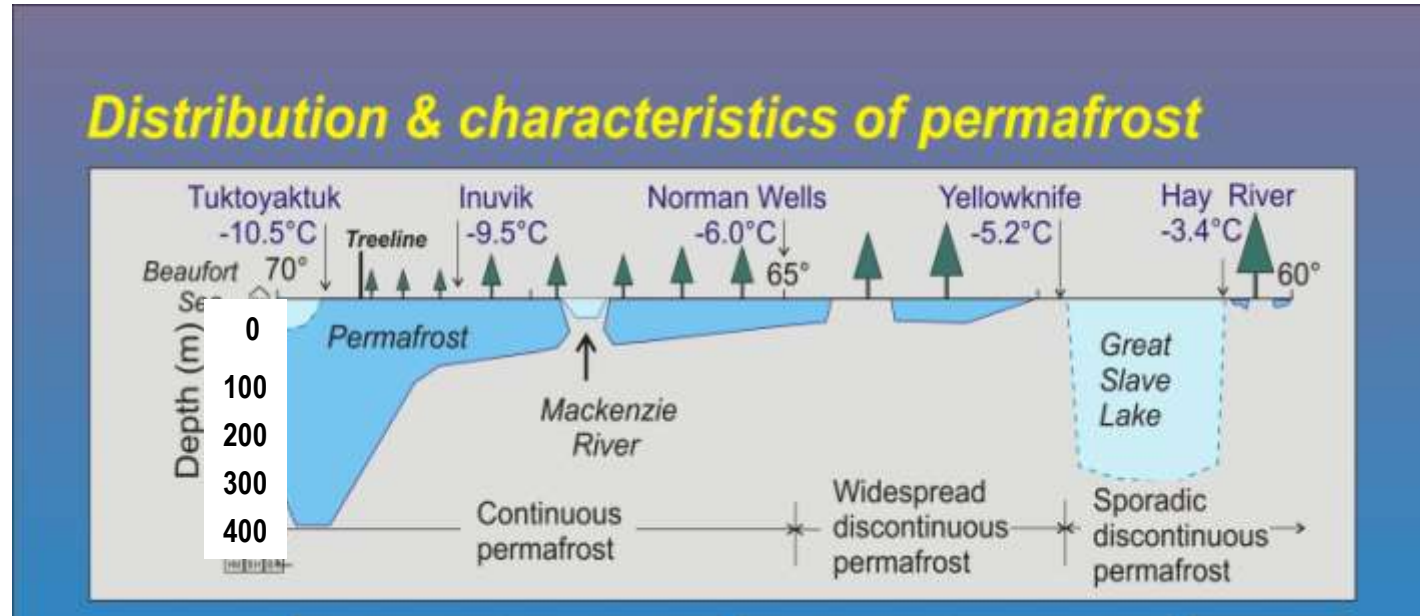 Distribution & characteristics of permafrost
Tuktoyaktuk
-10.5°C
Inuvik
-9.5°C
Norman Wells
-6.0°C
Yellowknife
-5.2°C
Hay River
-3.4°C
Treeline
Beaufort
70°
65°
60°
Depth (m)
0
100
200
300
400
Permafrost
Mackenzie
River
Great
Slave
Lake
Continuous
permafrost
Widespread
discontinuous
permafrost
Sporadic
discontinuous
permafrost